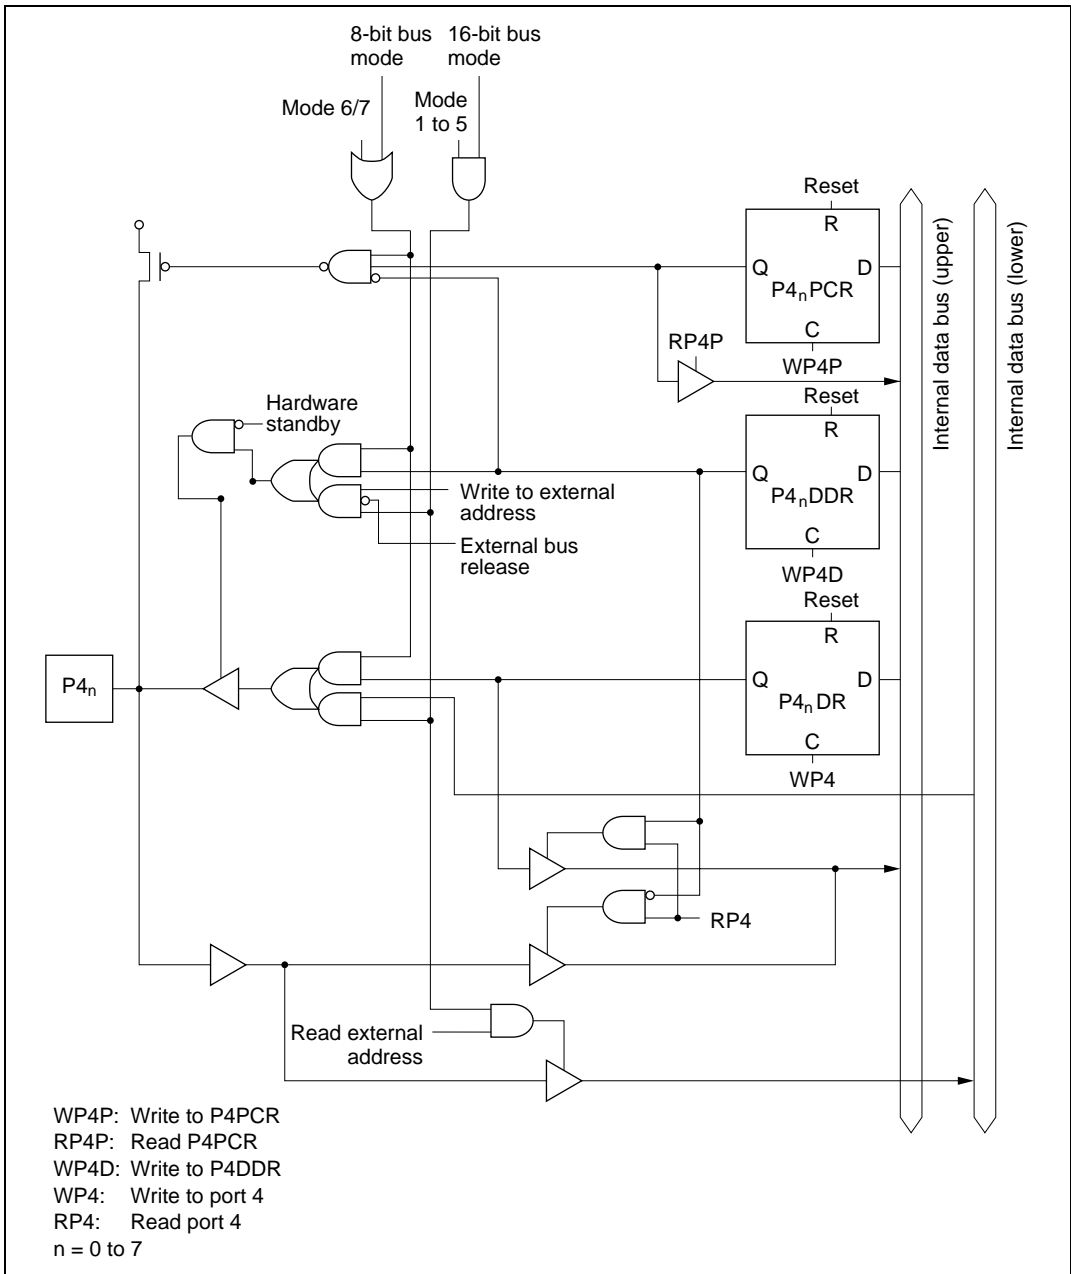 8-bit bus
mode
16-bit bus
mode
Mode 6/7
Mode
1 to 5
Reset
R
Q
D
P4nPCR
C
WP4P
RP4P
Internal data bus (upper)
Internal data bus (lower)
Hardware
standby
Reset
R
Q
D
P4nDDR
C
WP4D
Write to external
address
External bus
release
Reset
R
Q
D
P4nDR
C
WP4
P4n
RP4
Read external
address
WP4P: Write to P4PCR
RP4P: Read P4PCR
WP4D: Write to P4DDR
WP4: Write to port 4
RP4: Read port 4
n = 0 to 7